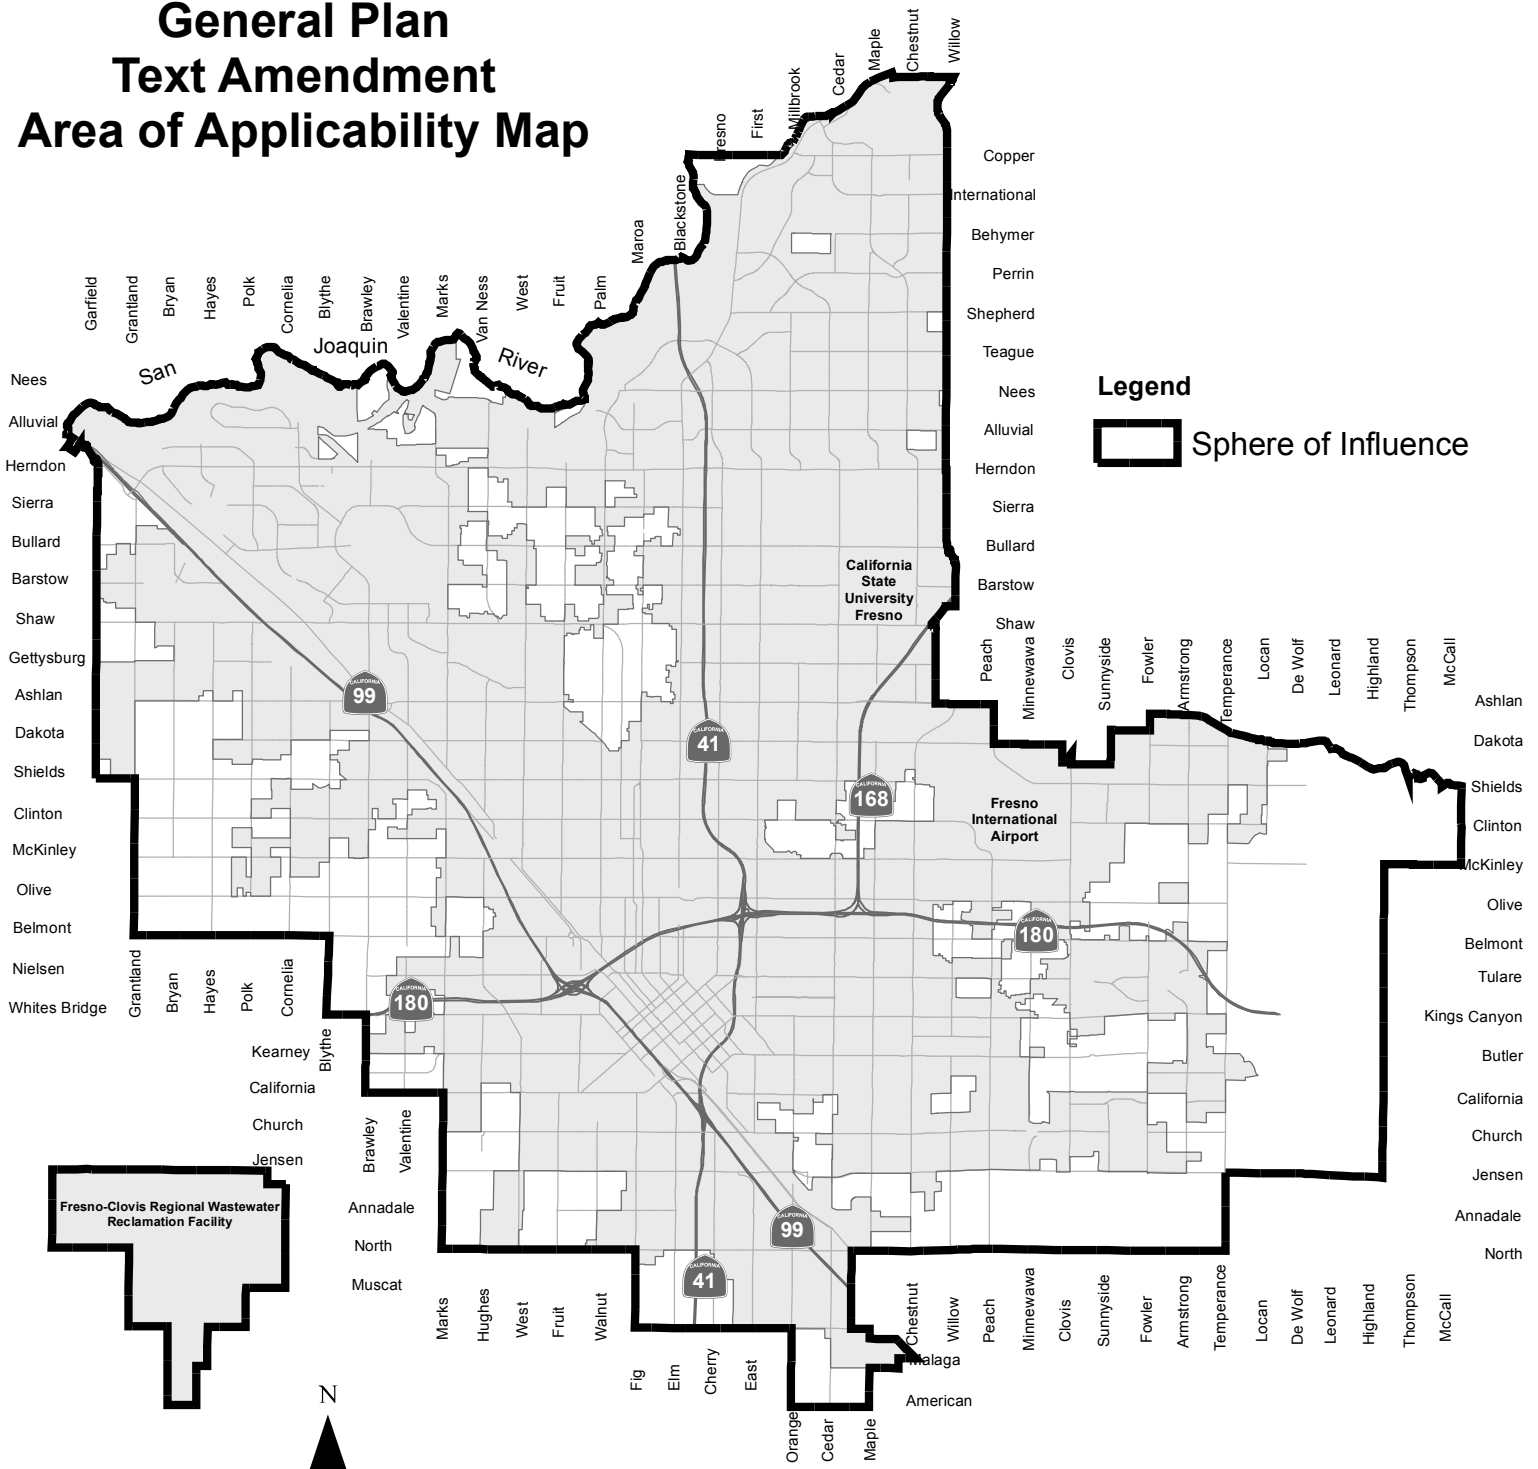 General Plan
Text Amendment
Area of Applicability Map
Fresno
First
Millbrook
Cedar
Maple
Chestnut
Willow
Garfield
Grantland
Bryan
Hayes
Polk
Cornelia
Blythe
Brawley
Valentine
Marks
Van Ness
West
Fruit
Palm
Maroa
Blackstone
San
Joaquin
River
Nees
Alluvial
Herndon
Sierra
Bullard
Barstow
Shaw
Gettysburg
Ashlan
Dakota
Shields
Clinton
McKinley
Olive
Belmont
Nielsen
Whites Bridge
Copper
International
Behymer
Perrin
Shepherd
Teague
Nees
Alluvial
Herndon
Sierra
Bullard
Barstow
Shaw
Legend
Sphere of Influence
California
State
University
Fresno
Peach
Minnewawa
Clovis
Sunnyside
Fowler
Armstrong
Temperance
Locan
De Wolf
Leonard
Highland
Thompson
McCall
Ashlan
Dakota
Shields
Clinton
McKinley
Olive
Belmont
Tulare
Kings Canyon
Butler
California
Church
Jensen
Annadale
North
CALIFORNIA
99
CALIFORNIA
41
CALIFORNIA
168
Fresno
International
Airport
CALIFORNIA
180
CALIFORNIA
180
CALIFORNIA
99
CALIFORNIA
41
Grantland
Bryan
Hayes
Polk
Cornelia
Blythe
Kearney
California
Church
Jensen
Brawley
Valentine
Annadale
North
Muscat
Fresno-Clovis Regional Wastewater
Reclamation Facility
Marks
Hughes
West
Fruit
Walnut
Fig
Elm
Cherry
East
Orange
Cedar
Maple
Chestnut
Willow
Peach
Minnewawa
Clovis
Sunnyside
Fowler
Armstrong
Temperance
Locan
De Wolf
Leonard
Highland
Thompson
McCall
Malaga
American
N